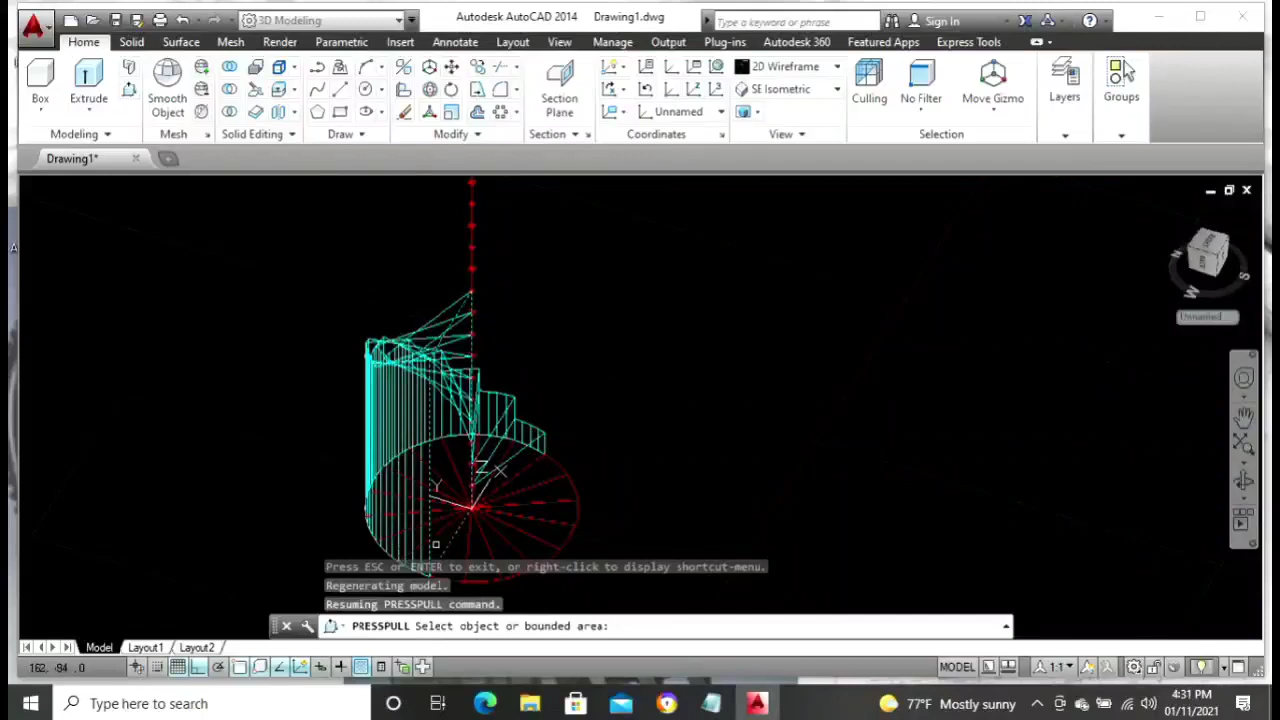 3D Modeling
Autodesk AutoCAD 2014 Drawing1.dwg
Type a keyword or phrase
Sign In
Home Solid Surface Mesh Render Parametric Insert Annotate Layout View Manage Output Plug-ins Autodesk 360 Featured Apps Express Tools
2D Wireframe
SE Isometric
Unnamed
Box Extrude
Smooth
Object
Section
Plane
Culling No Filter Move Gizmo Layers Groups
Modeling Mesh Solid Editing Draw Modify Section Coordinates View Selection
Drawing1*
N
S
W
Unnamed
A
Z
X
Y
Press ESC or ENTER to exit, or right-click to display shortcut-menu.
Regenerating model.
Resuming PRESSPULL command.
PRESSPULL Select object or bounded area:
Model Layout1 Layout2
162, -94 , 0
MODEL
1:1
Type here to search
77°F Mostly sunny
4:31 PM
01/11/2021